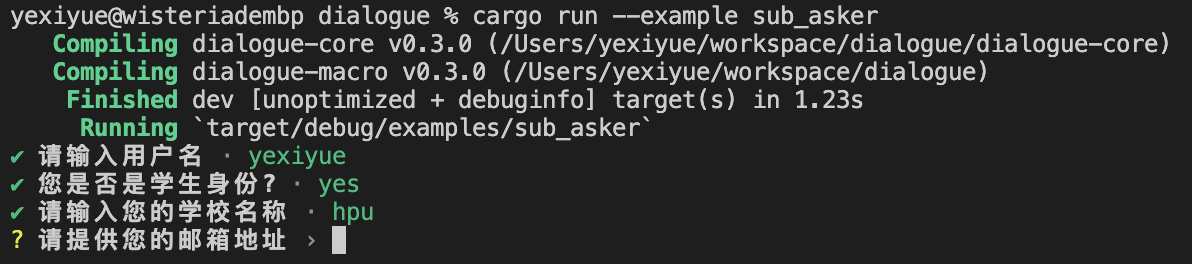 yexiyue@wisteriadembp dialogue % cargo run --example sub_asker
Compiling dialogue-core v0.3.0 (/Users/yexiyue/workspace/dialogue/dialogue-core)
Compiling dialogue-macro v0.3.0 (/Users/yexiyue/workspace/dialogue)
Finished dev [unoptimized + debuginfo] target(s) in 1.23s
Running `target/debug/examples/sub_asker`
✔ 请输入用户名 · yexiyue
✔ 您是否是学生身份? · yes
✔ 请输入您的学校名称 · hpu
? 请提供您的邮箱地址 ›